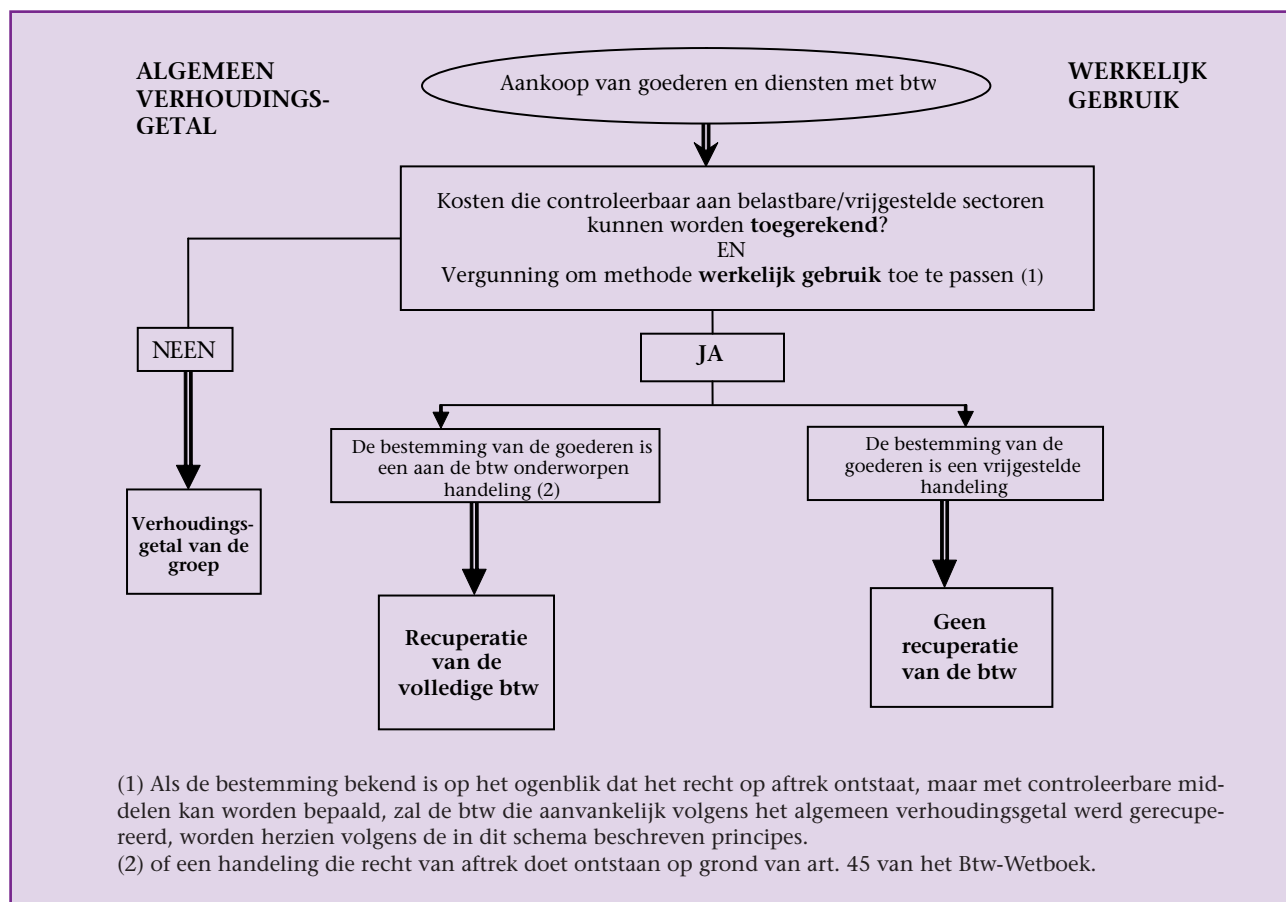 ALGEMEEN
VERHOUDINGS-
GETAL
Aankoop van goederen en diensten met btw
WERKELIJK
GEBRUIK
Kosten die controleerbaar aan belastbare/vrijgestelde sectoren
kunnen worden toegerekend?
EN
Vergunning om methode werkelijk gebruik toe te passen (1)
NEEN
JA
De bestemming van de goederen is
een aan de btw onderworpen
handeling (2)
De bestemming van de
goederen is een vrijgestelde
handeling
Verhoudings-
getal van de
groep
Recuperatie
van de
volledige btw
Geen
recuperatie
van de btw
(1) Als de bestemming bekend is op het ogenblik dat het recht op aftrek ontstaat, maar met controleerbare mid-
delen kan worden bepaald, zal de btw die aanvankelijk volgens het algemeen verhoudingsgetal werd gerecupe-
reerd, worden herzien volgens de in dit schema beschreven principes.
(2) of een handeling die recht van aftrek doet ontstaan op grond van art. 45 van het Btw-Wetboek.